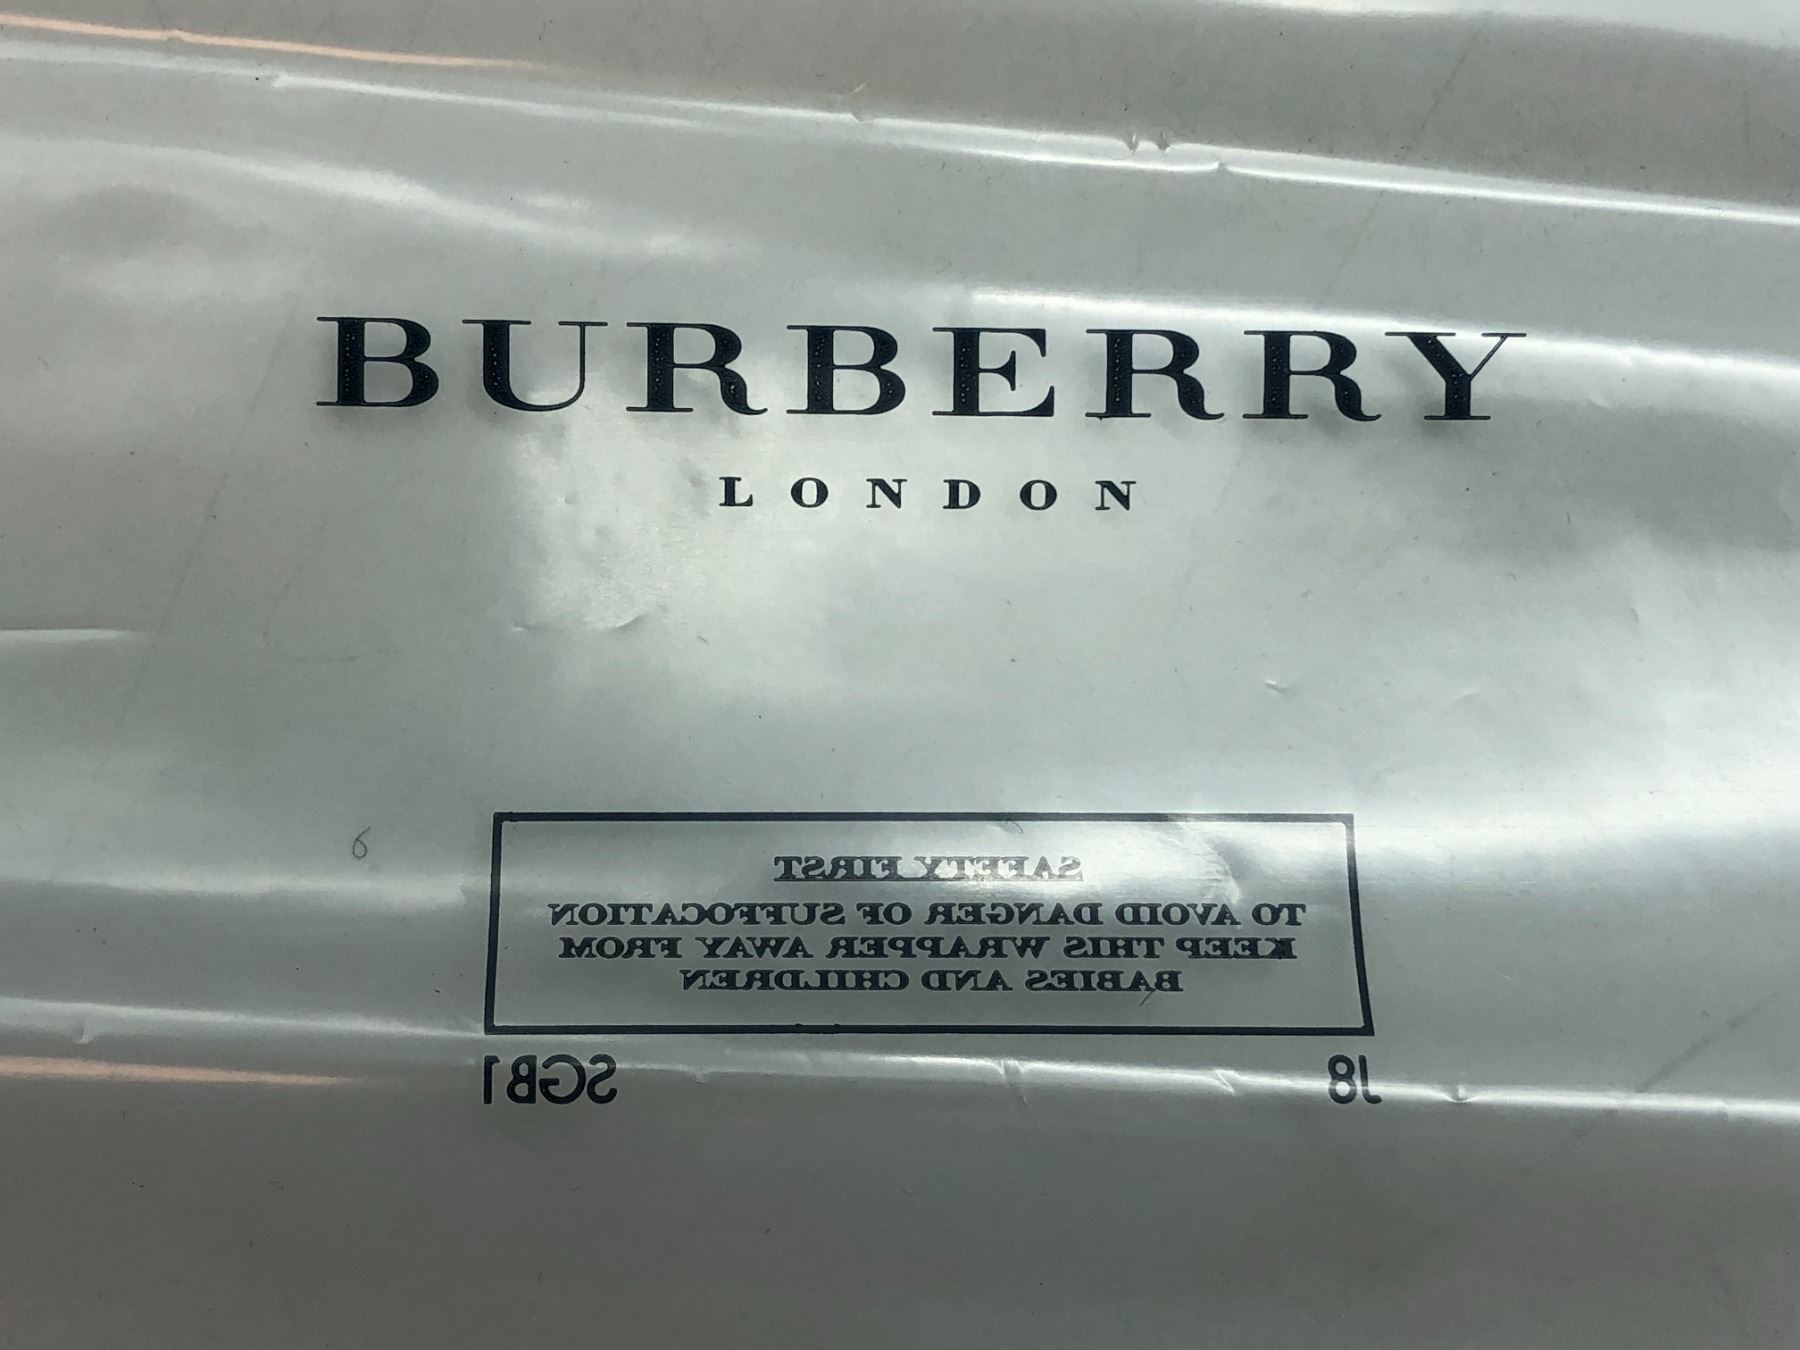 BURBERRY
LONDON
SAFETY FIRST
TO AVOID DANGER OF SUFFOCATION
KEEP THIS WRAPPER AWAY FROM
BABIES AND CHILDREN
J8 SGB1